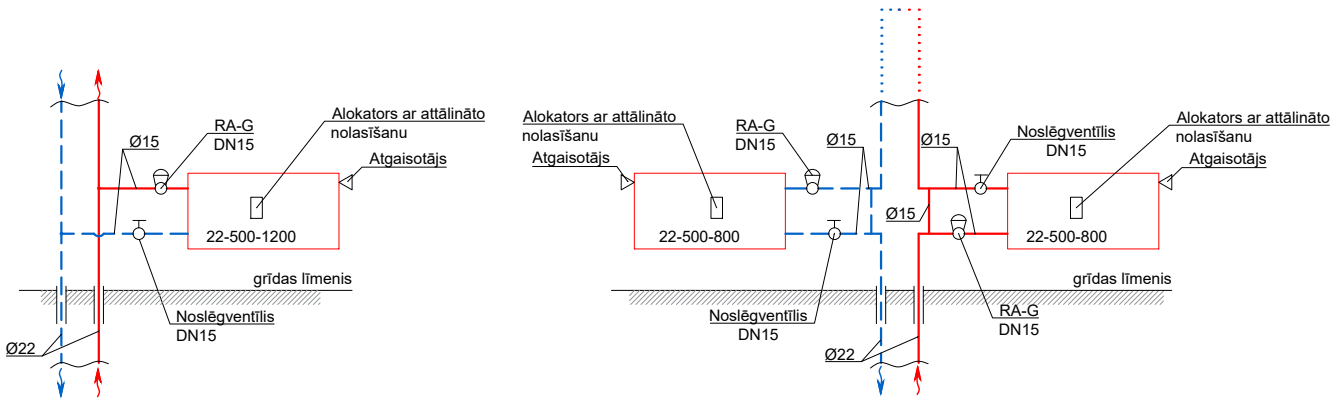 RA-G
DN15
Alokators ar attālināto
nolasīšanu
Ø15
Atgaisotājs
22-500-1200
grīdas līmenis
Noslēgventīlis
DN15
Ø22
Alokators ar attālināto
nolasīšanu
Atgaisotājs
RA-G
DN15
Ø15
22-500-800
Noslēgventīlis
DN15
Ø22
Noslēgventīlis
DN15
Ø15
Alokators ar attālināto
nolasīšanu
Atgaisotājs
Ø15
22-500-800
grīdas līmenis
RA-G
DN15